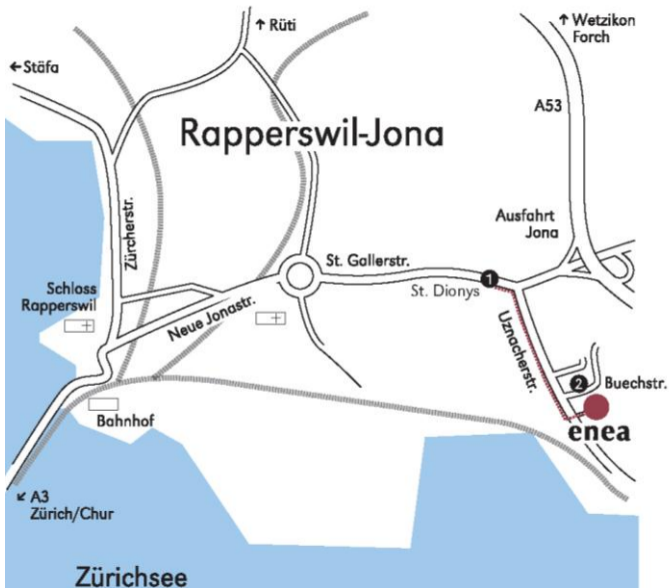 ↑ Rüti
↑ Wetzikon
Forch
← Stäfa
A53
Rapperswil-Jona
Zürcherstr.
Ausfahrt
Jona
St. Gallerstr.
1
Schloss
Rapperswil
St. Dionys
Neue Jonastr.
Uznacherstr.
2
Buechstr.
enea
Bahnhof
↙ A3
Zürich/Chur
Zürichsee